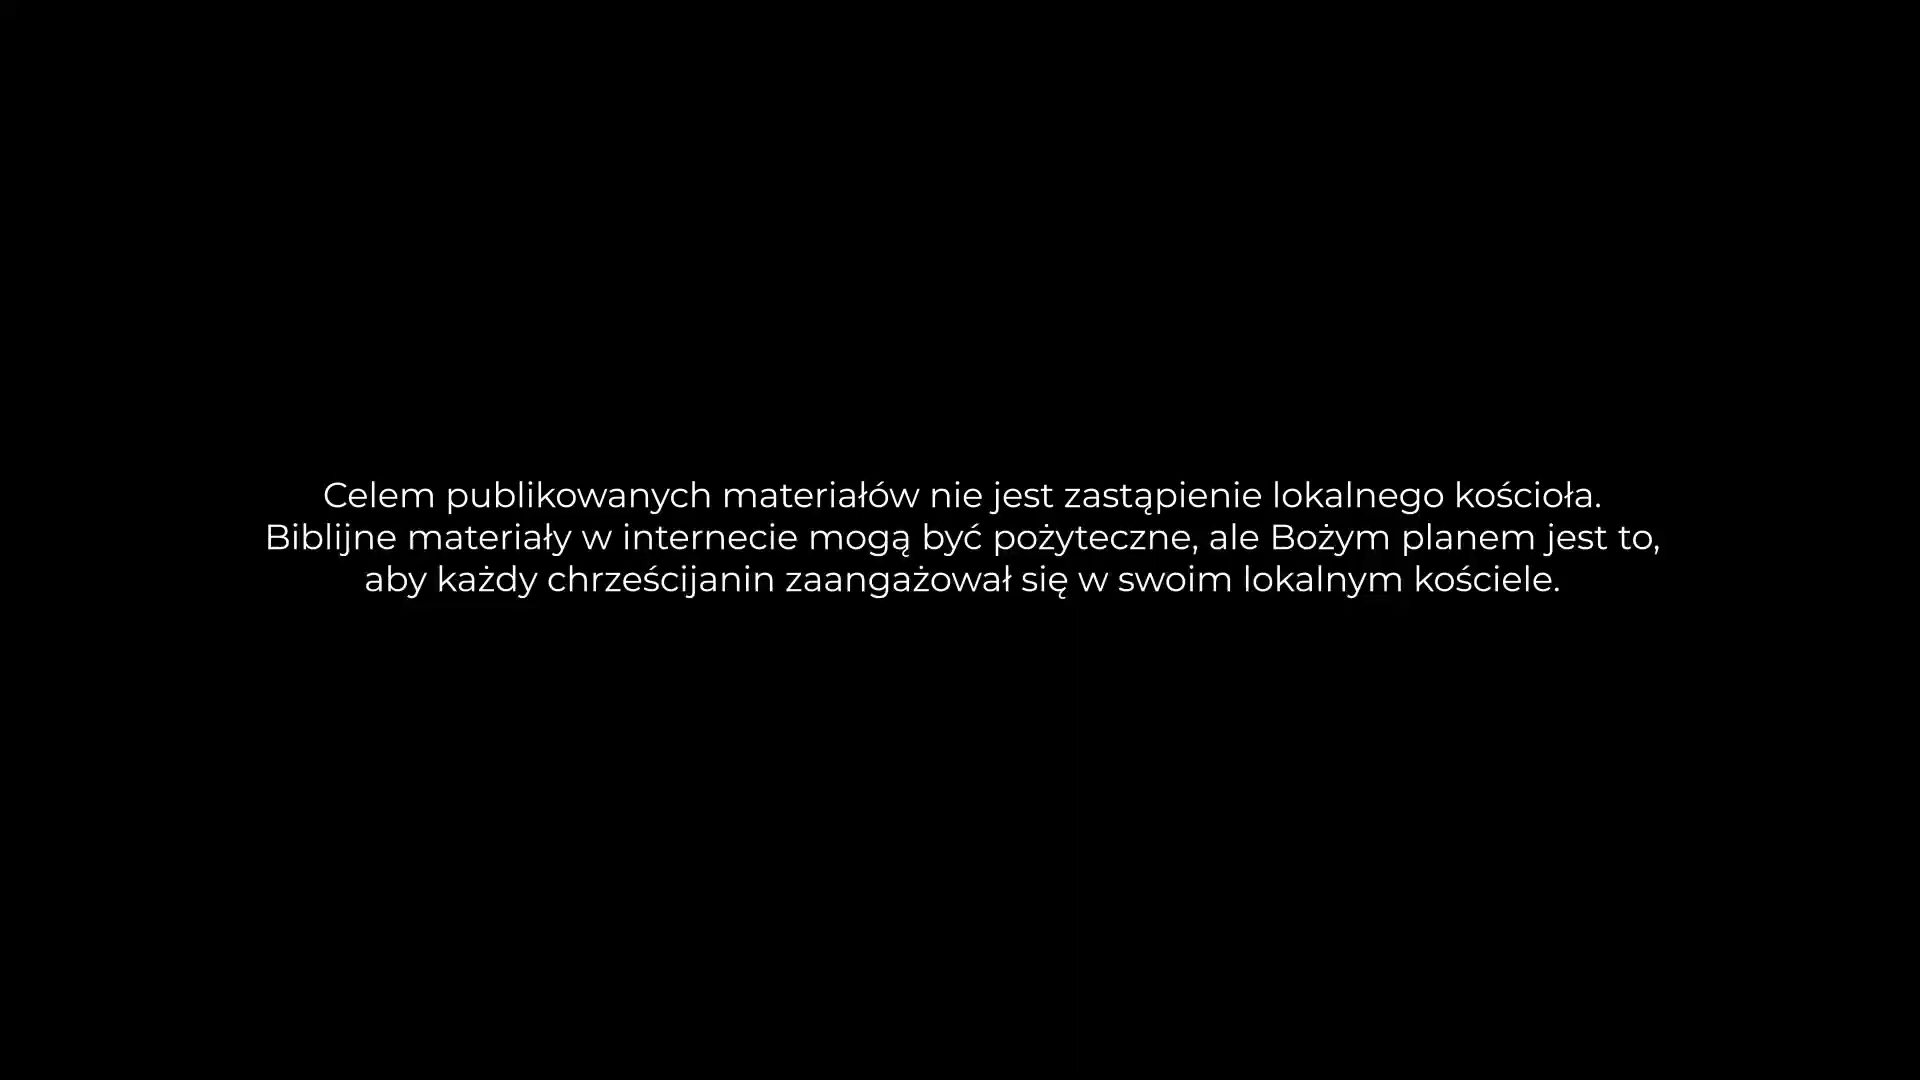 Celem publikowanych materiałów nie jest zastąpienie lokalnego kościoła.
Biblijne materiały w internecie mogą być pożyteczne, ale Bożym planem jest to,
aby każdy chrześcijanin zaangażował się w swoim lokalnym kościele.